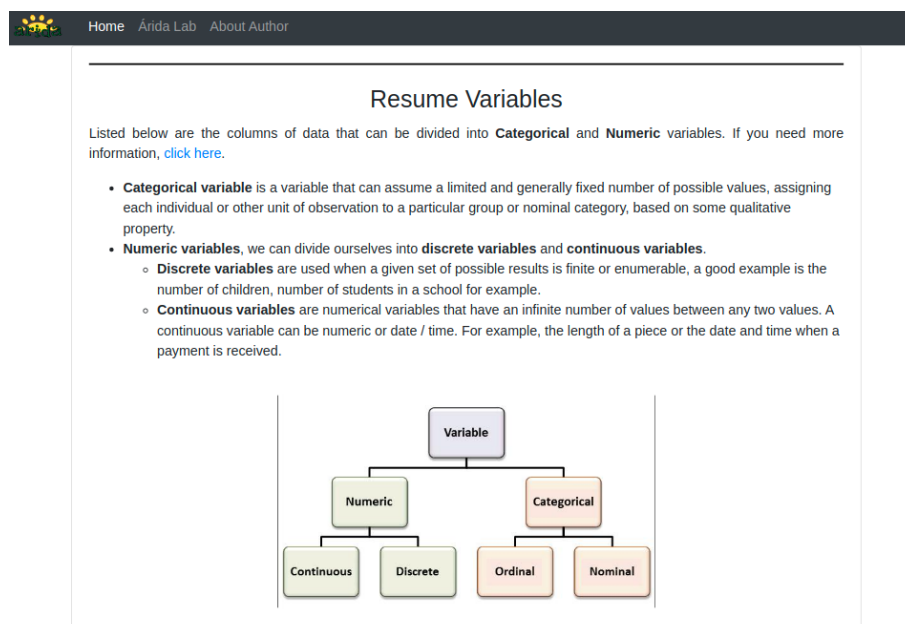 Home Árida Lab About Author
Resume Variables
Listed below are the columns of data that can be divided into Categorical and Numeric variables. If you need more
information, click here.
• Categorical variable is a variable that can assume a limited and generally fixed number of possible values, assigning
each individual or other unit of observation to a particular group or nominal category, based on some qualitative
property.
• Numeric variables, we can divide ourselves into discrete variables and continuous variables.
◦ Discrete variables are used when a given set of possible results is finite or enumerable, a good example is the
number of children, number of students in a school for example.
◦ Continuous variables are numerical variables that have an infinite number of values between any two values. A
continuous variable can be numeric or date / time. For example, the length of a piece or the date and time when a
payment is received.
Variable
Numeric Categorical
Continuous Discrete Ordinal Nominal